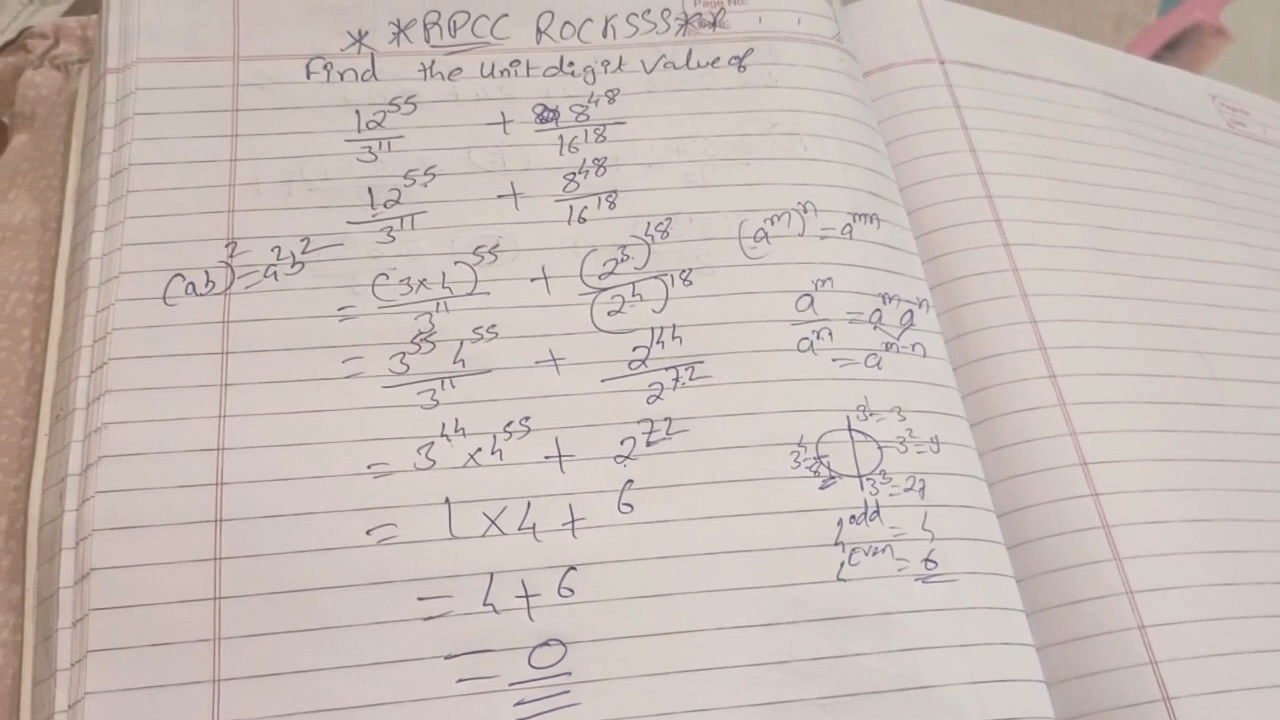 * *RPCC ROCKSSS**
Find the unit digit value of
12^55/3^11 + 8^48/16^18
12^55/3^11 + 8^48/16^18
(ab)^2 = a^2b^2
= (3×4)^55/3^11 + (2^3)^48/(2^4)^18
(a^m)^n = a^mn
= 3^55 4^55/3^11 + 2^144/2^72
a^m/a^n = a^m a^-n
= a^m-n
= 3^44 × 4^55 + 2^72
3^1 = 3
3^2 = 9
3^3 = 27
3^4 = 81
= 1 × 4 + 6
4^odd = 4
4^Even = 6
= 4 + 6
= 0